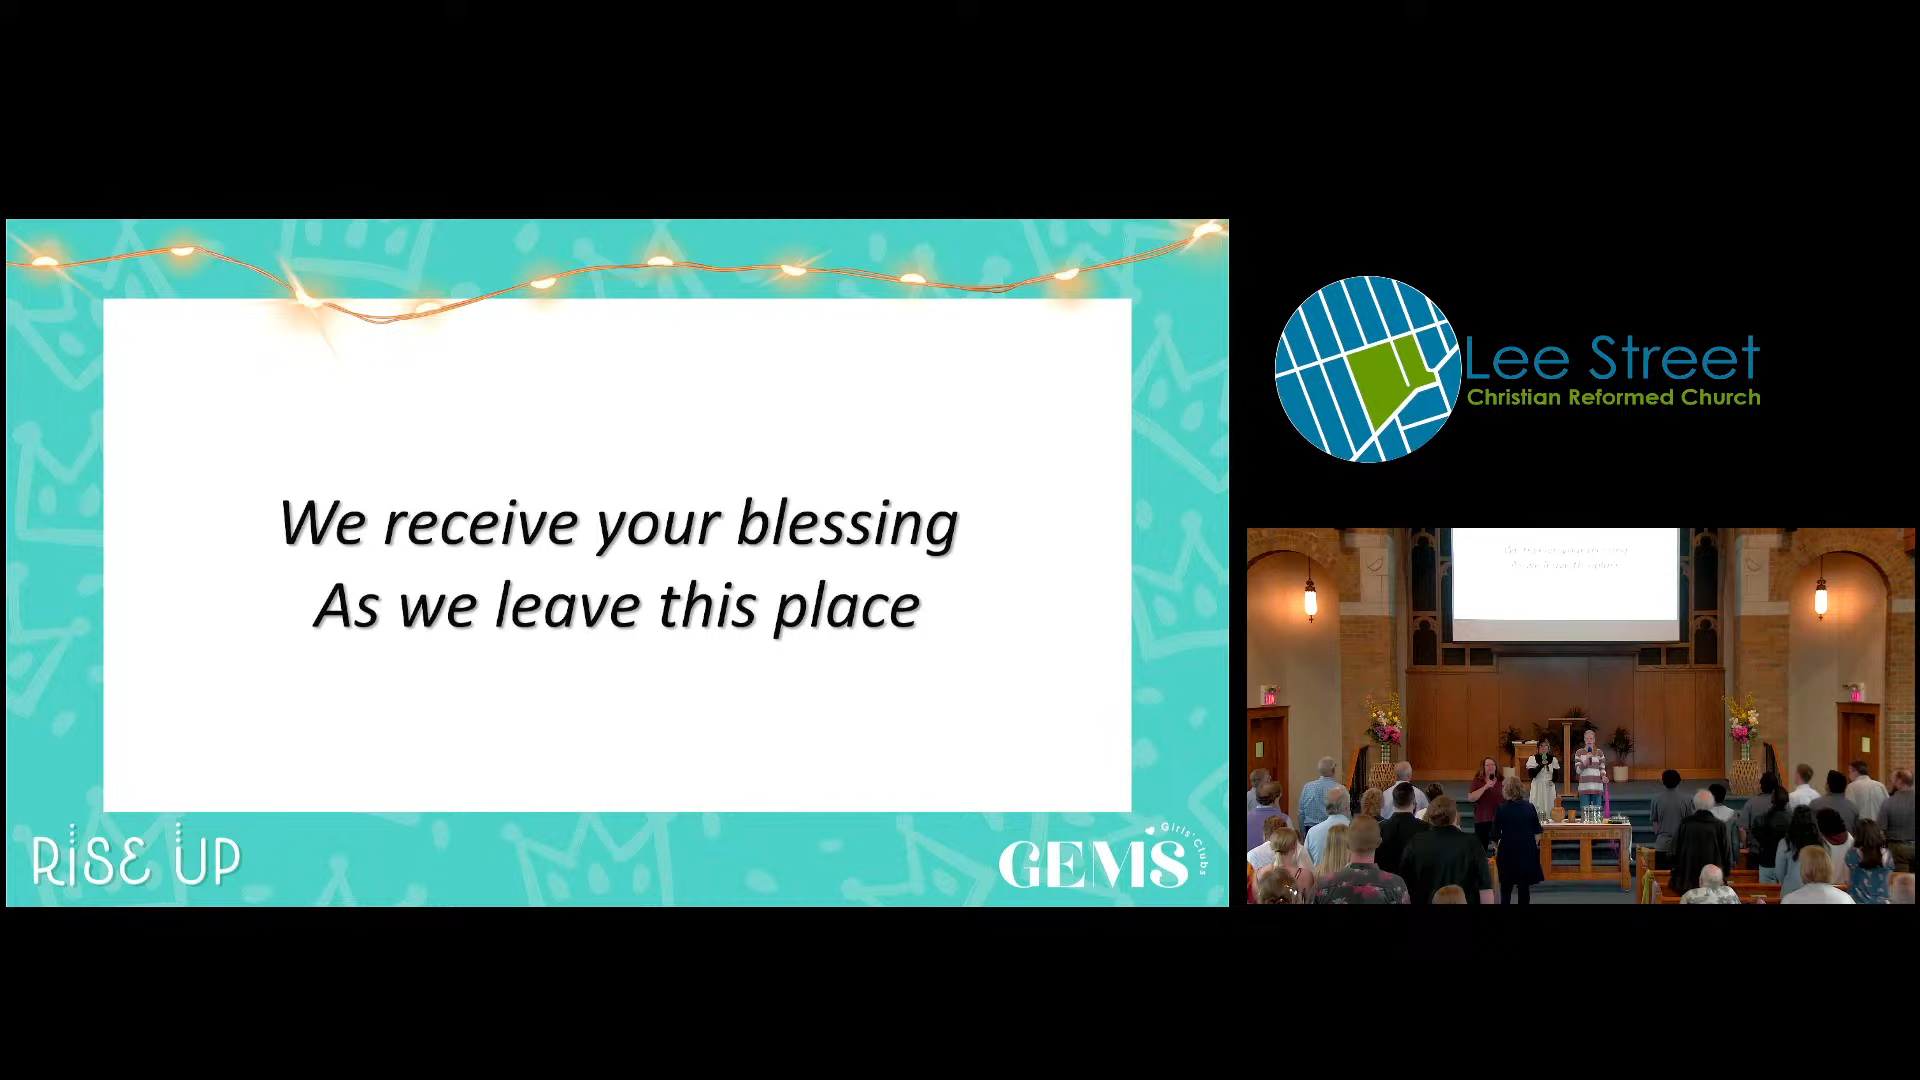 We receive your blessing
As we leave this place
RISE UP
GEMS
Girls' Clubs
Lee Street
Christian Reformed Church